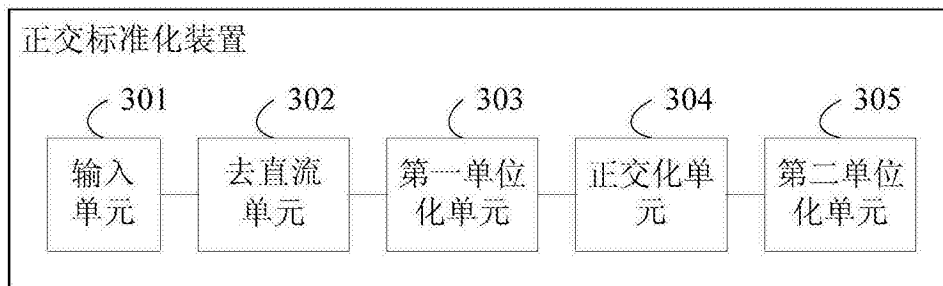 正交标准化装置
301 302 303 304 305
输入
单元
去直流
单元
第一单位
化单元
正交化单
元
第二单位
化单元